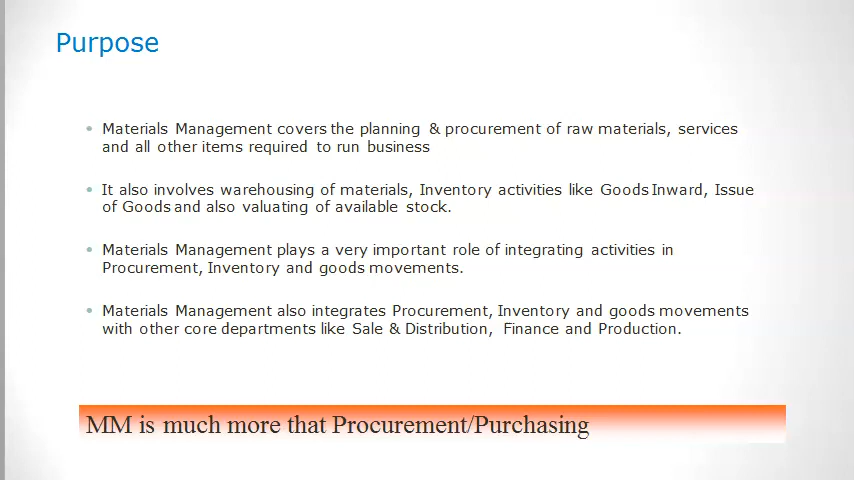 Purpose
• Materials Management covers the planning & procurement of raw materials, services
and all other items required to run business
• It also involves warehousing of materials, Inventory activities like Goods Inward, Issue
of Goods and also valuating of available stock.
• Materials Management plays a very important role of integrating activities in
Procurement, Inventory and goods movements.
• Materials Management also integrates Procurement, Inventory and goods movements
with other core departments like Sale & Distribution, Finance and Production.
MM is much more that Procurement/Purchasing